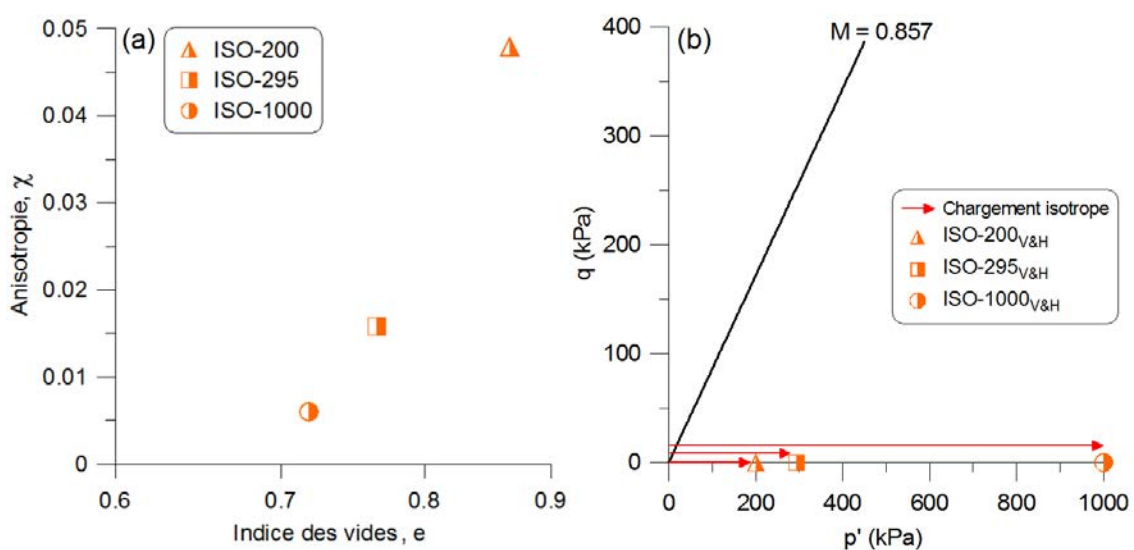 (a)
ISO-200
ISO-295
ISO-1000
0.05
0.04
0.03
0.02
0.01
0
Anisotropie, χ
0.6
0.7
0.8
0.9
Indice des vides, e
(b)
M = 0.857
400
300
200
100
0
q (kPa)
Chargement isotrope
ISO-200V&H
ISO-295V&H
ISO-1000V&H
0
200
400
600
800
1000
p' (kPa)